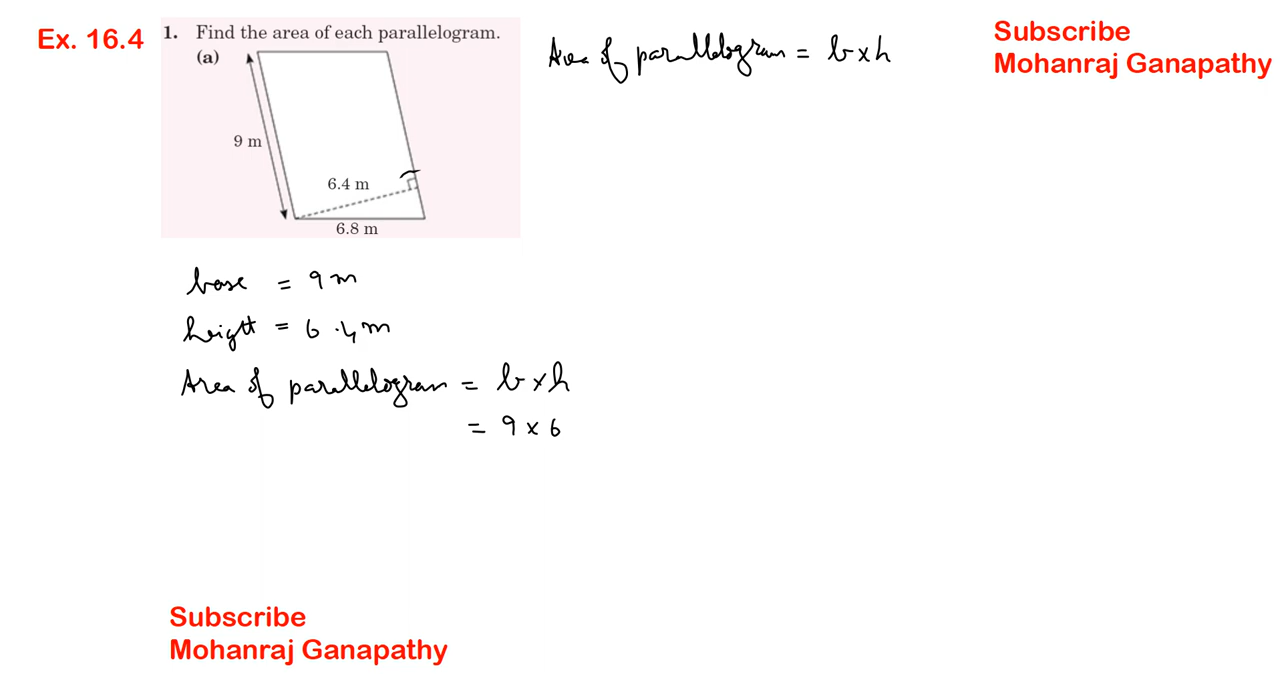 Ex. 16.4
1. Find the area of each parallelogram.
(a)
9 m
6.4 m
6.8 m
Area of parallelogram = b x h
Subscribe
Mohanraj Ganapathy
base = 9 m
height = 6.4 m
Area of parallelogram = b x h
= 9 x 6
Subscribe
Mohanraj Ganapathy